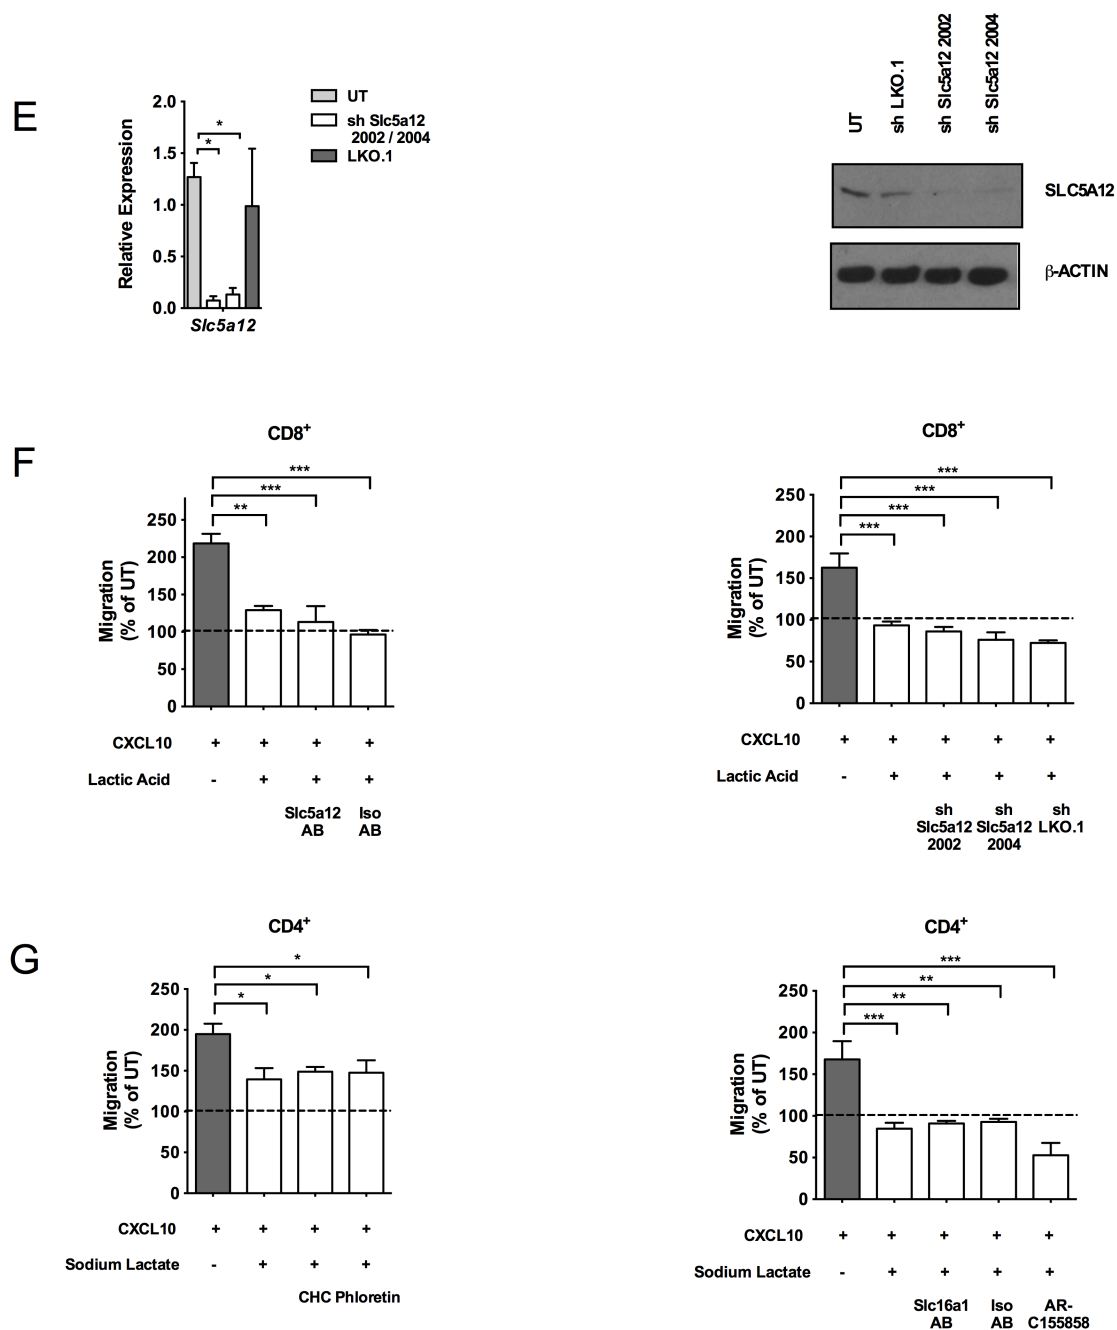 E
2.0
1.5
1.0
0.5
0.0
Relative Expression
* 
*
Slc5a12
UT
sh Slc5a12
2002 / 2004
LKO.1
UT
sh LKO.1
sh Slc5a12 2002
sh Slc5a12 2004
SLC5A12
β-ACTIN
F
CD8+
***
***
**
250
200
150
100
50
0
Migration
(% of UT)
CXCL10 + + + +
Lactic Acid - + + +
Slc5a12 Iso
AB AB
CD8+
***
***
***
***
250
200
150
100
50
0
Migration
(% of UT)
CXCL10 + + + + +
Lactic Acid - + + + +
sh sh sh
Slc5a12 Slc5a12 LKO.1
2002 2004
G
CD4+
*
*
*
250
200
150
100
50
0
Migration
(% of UT)
CXCL10 + + + +
Sodium Lactate - + + +
CHC Phloretin
CD4+
***
**
**
***
250
200
150
100
50
0
Migration
(% of UT)
CXCL10 + + + + +
Sodium Lactate - + + + +
Slc16a1 Iso AR-
AB AB C155858